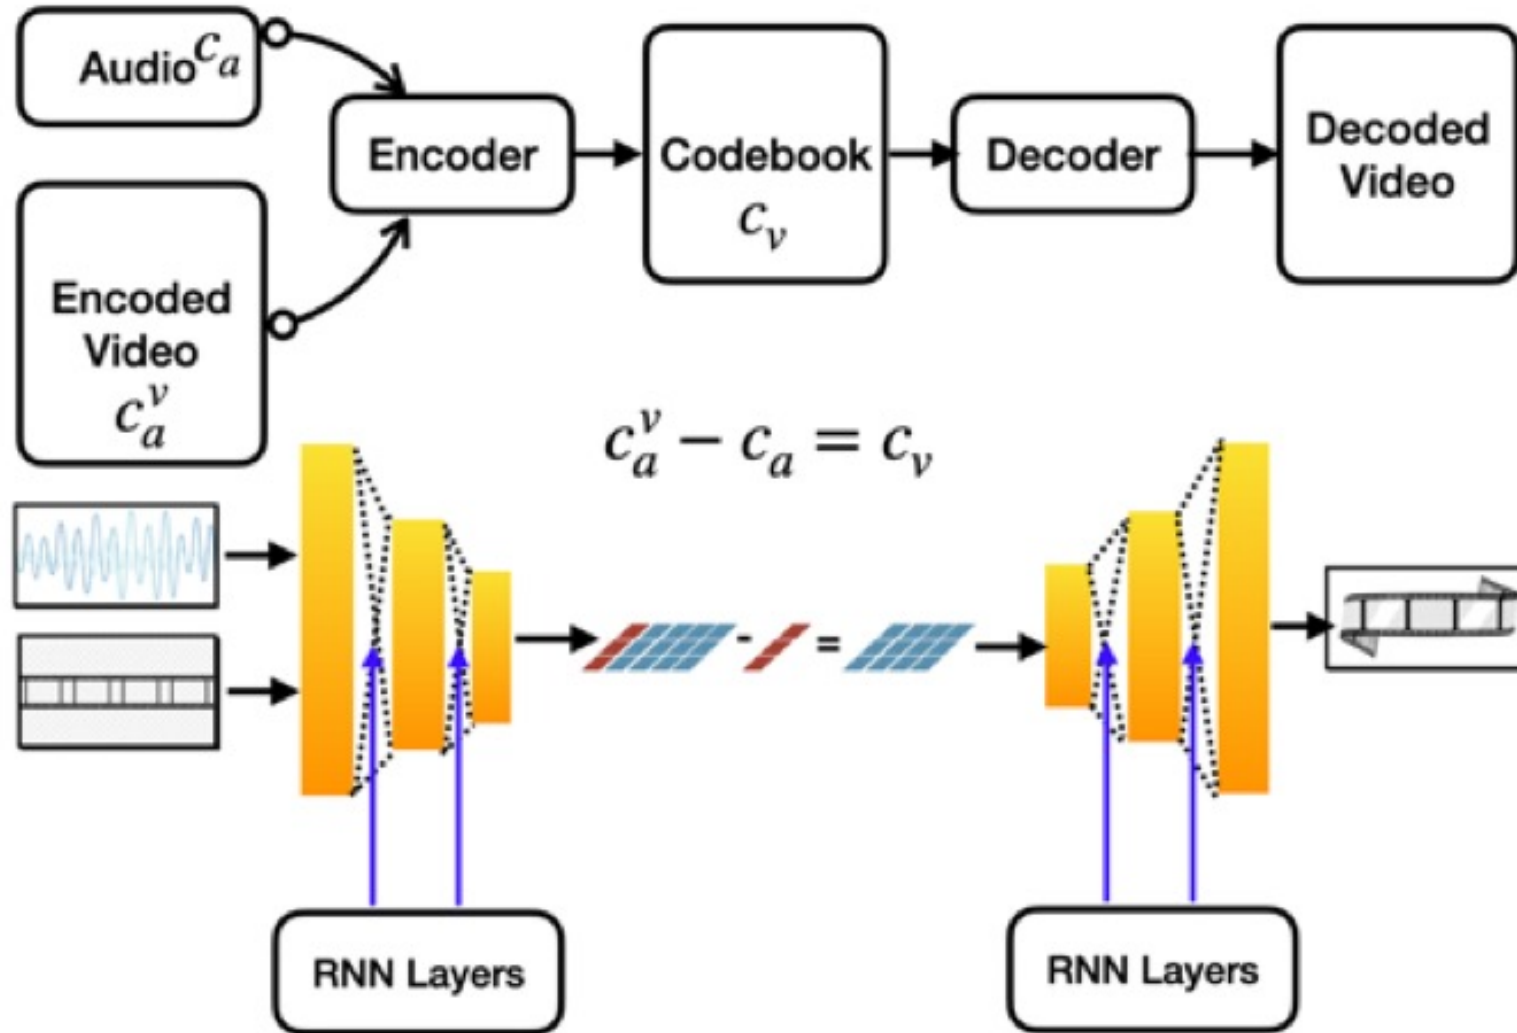 Audio c_a
Encoder
Codebook
c_v
Decoder
Decoded
Video
Encoded
Video
c_a^v
c_a^v - c_a = c_v
- =
RNN Layers
RNN Layers